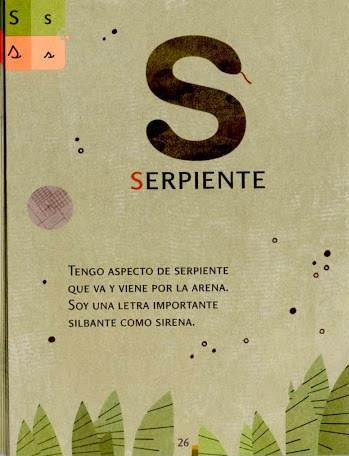 S s
S s
S
SERPIENTE
TENGO ASPECTO DE SERPIENTE
QUE VA Y VIENE POR LA ARENA.
SOY UNA LETRA IMPORTANTE
SILBANTE COMO SIRENA.
26